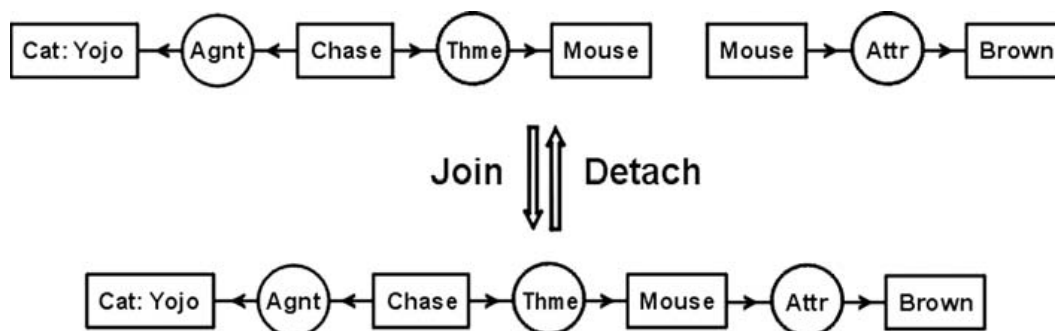 Cat: Yojo Agnt Chase Thme Mouse Mouse Attr Brown
Join Detach
Cat: Yojo Agnt Chase Thme Mouse Attr Brown